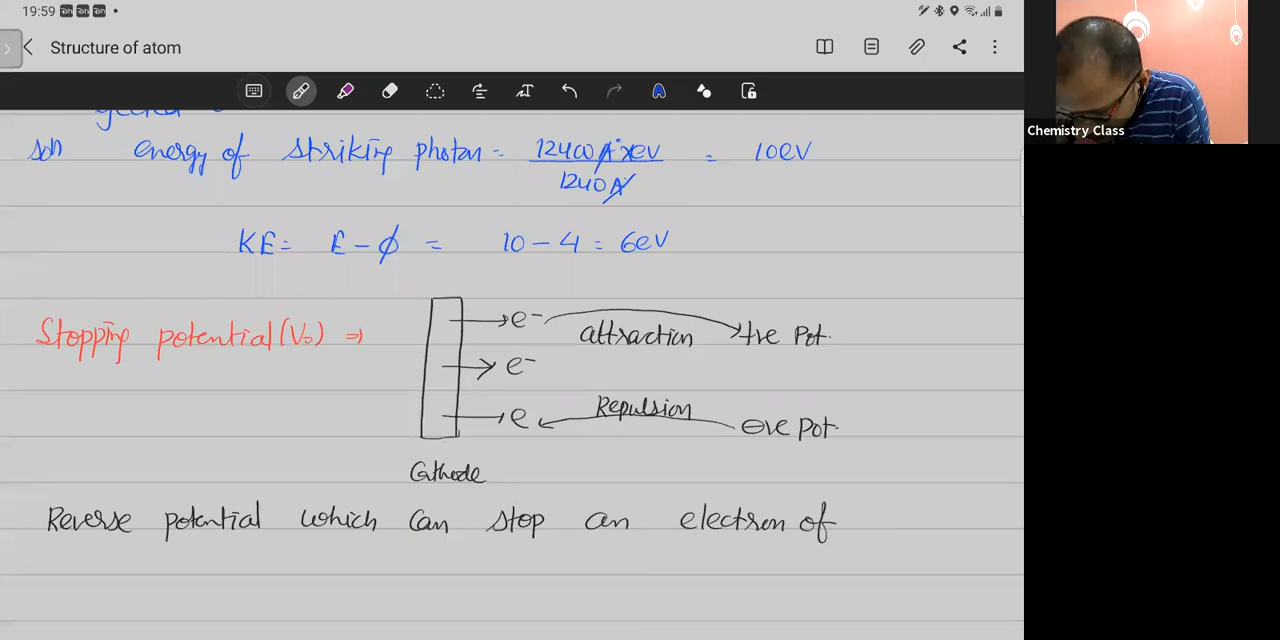 19:59
Structure of atom
Soln energy of striking photon = 12400 A° x eV / 1240 A° = 10eV
KE = E - φ = 10 - 4 = 6eV
Stopping potential (V₀) ⇒
e⁻ attraction +ve Pot.
e⁻
e Repulsion ⊖ve Pot.
Cathode
Reverse potential which can stop an electron of
Chemistry Class